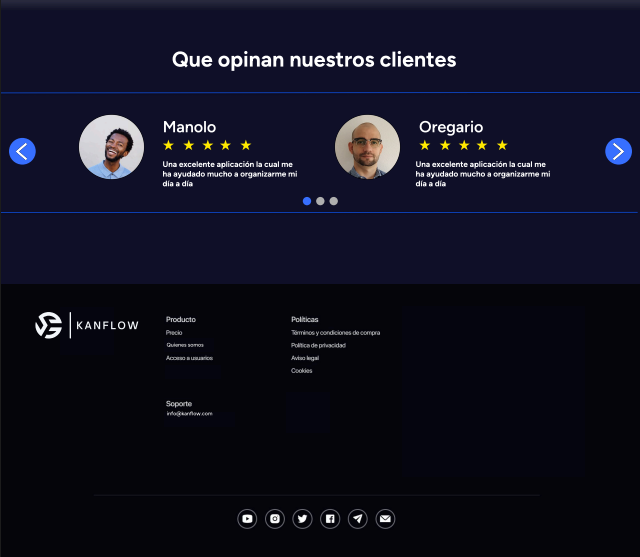 Que opinan nuestros clientes
Manolo
Una excelente aplicación la cual me
ha ayudado mucho a organizarme mi
día a día
Oregario
Una excelente aplicación la cual me
ha ayudado mucho a organizarme mi
día a día
KANFLOW
Producto
Precio
Quienes somos
Acceso a usuarios
Políticas
Términos y condiciones de compra
Política de privacidad
Aviso legal
Cookies
Soporte
info@kanflow.com